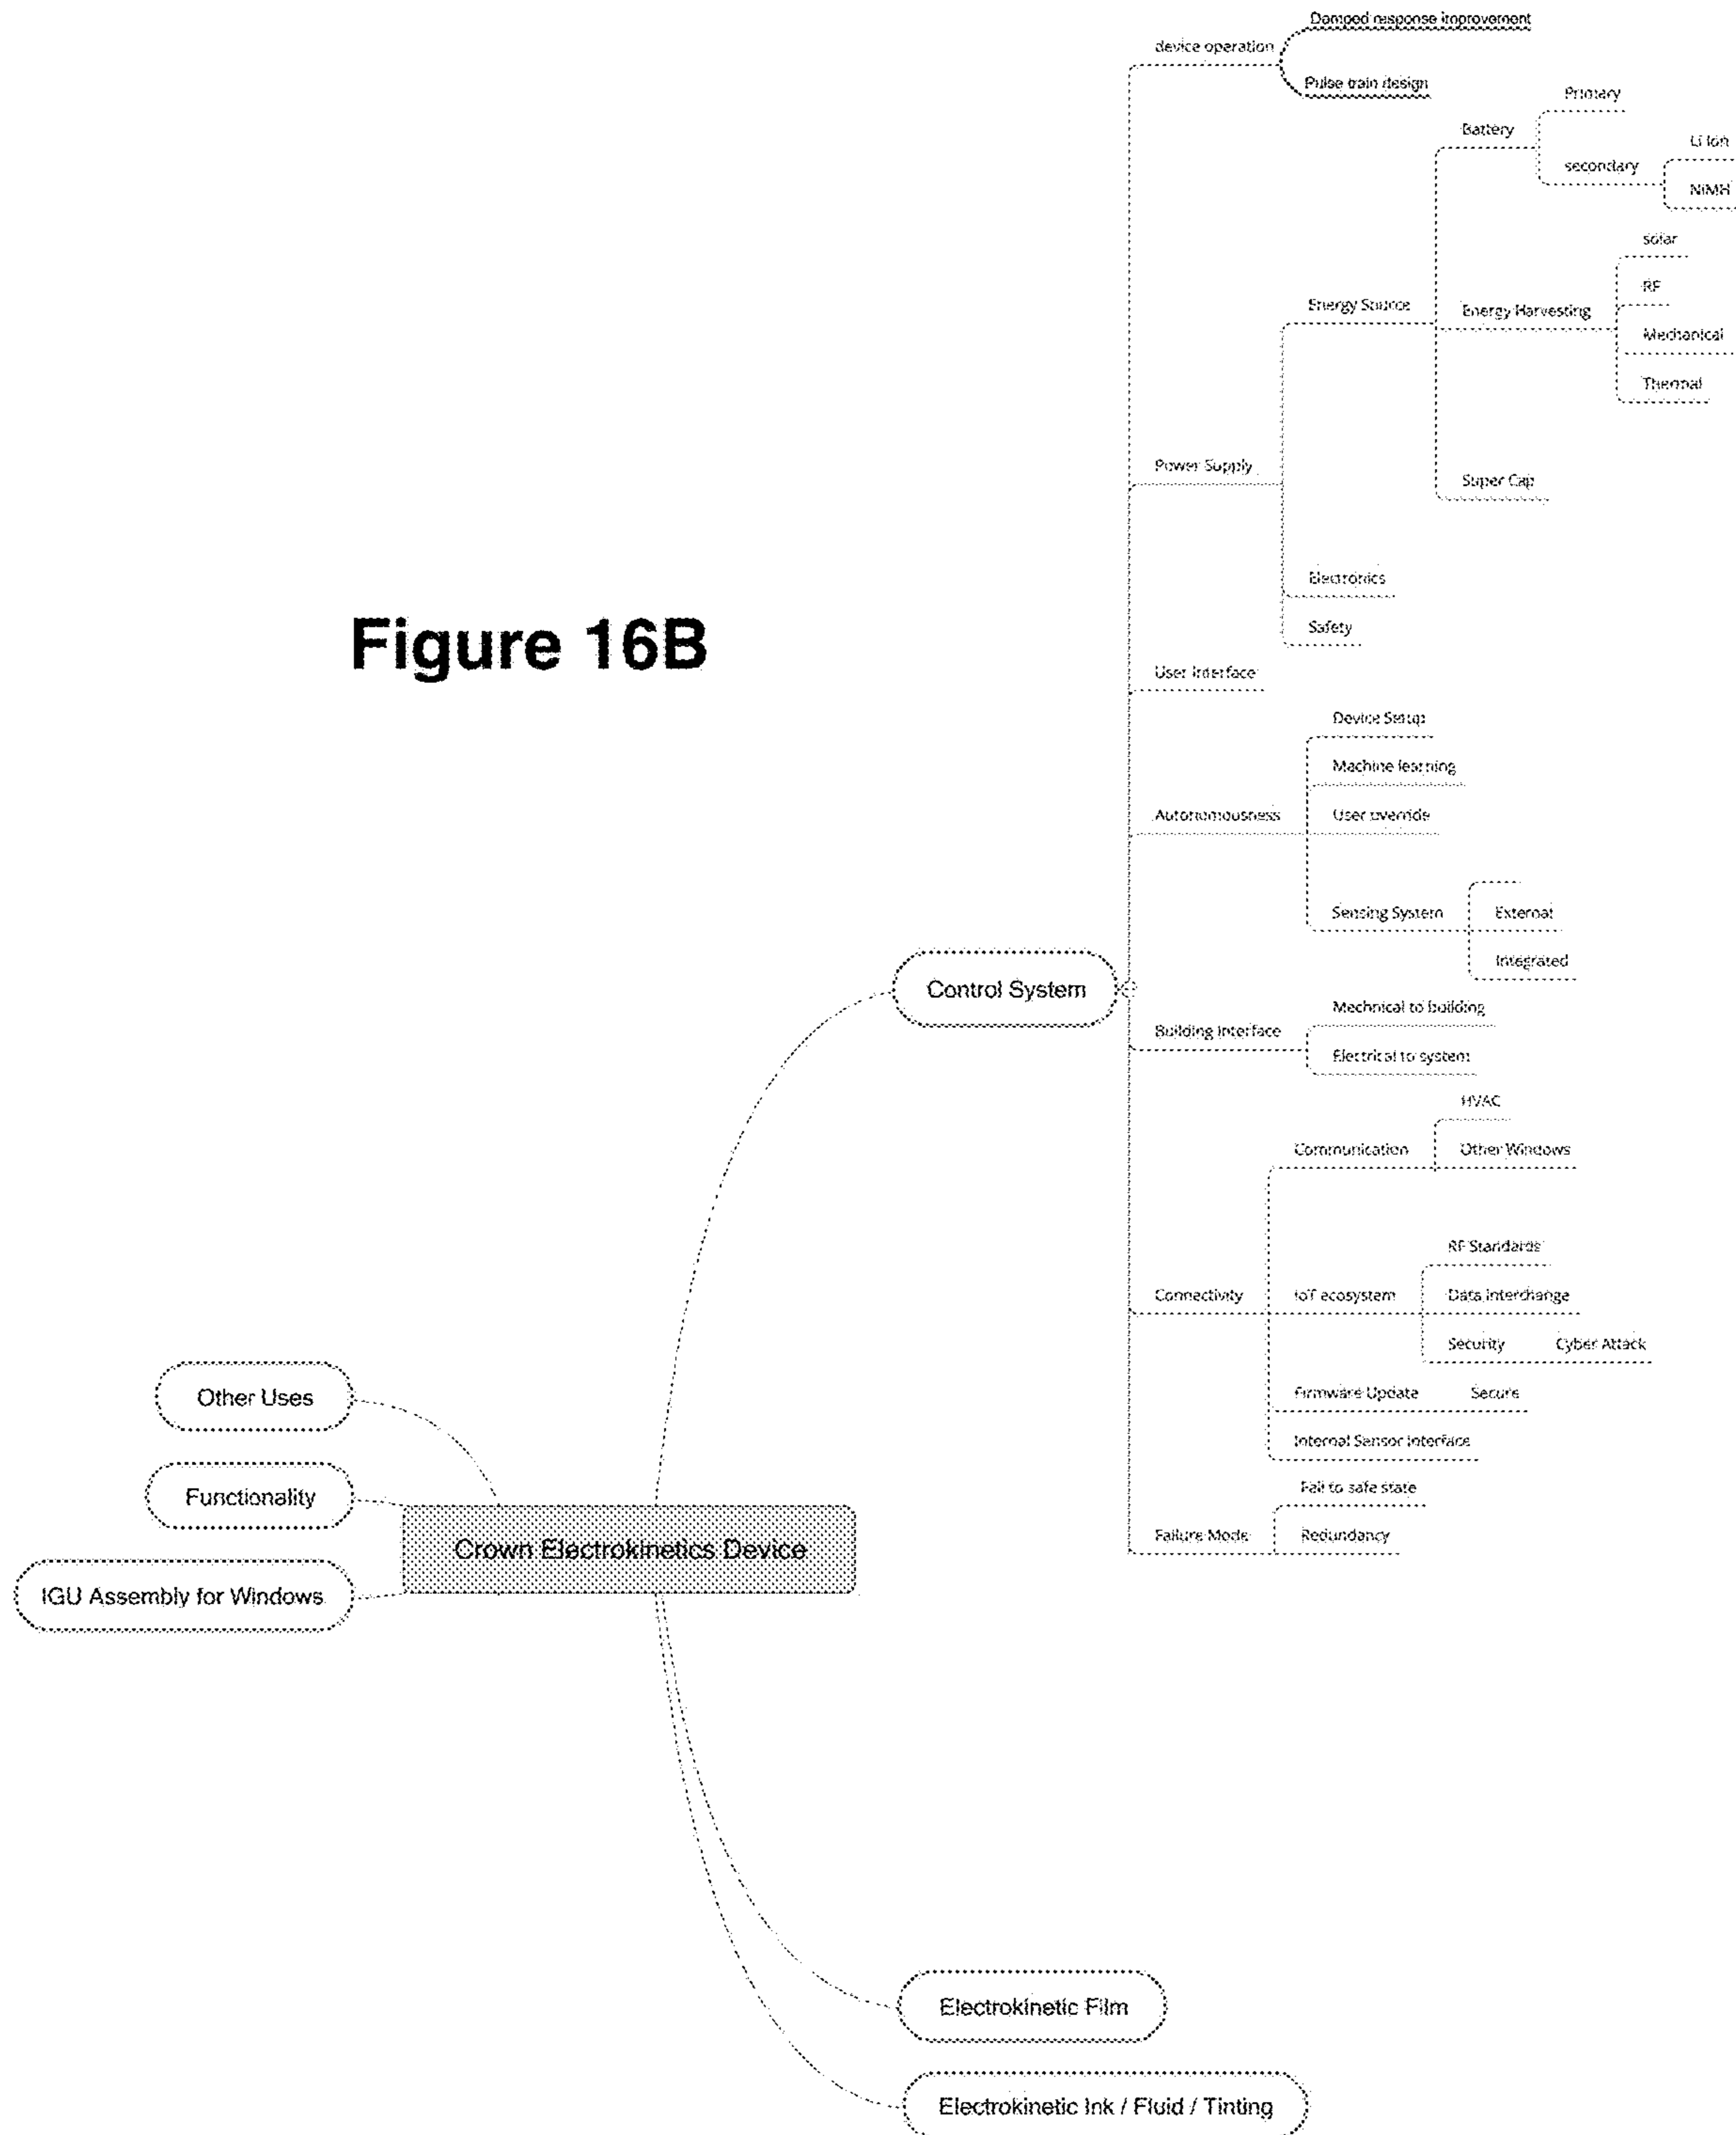 Damped response improvement
device operation
Pulse train design
Primary
Battery
Li Ion
secondary
NiMH
solar
RF
Energy Source
Energy Harvesting
Mechanical
Thermal
Power Supply
Super Cap
Electronics
Figure 16B
Safety
User Interface
Device Setup
Machine learning
Autonomousness
User override
Sensing System
External
Integrated
Control System
Mechnical to building
Building Interface
Electrical to system
HVAC
Communication
Other Windows
RF Standards
Connectivity
IoT ecosystem
Data interchange
Security
Cyber Attack
Other Uses
Firmware Update
Secure
Internal Sensor Interface
Functionality
Fail to safe state
Failure Mode
Redundancy
Crown Electrokinetics Device
IGU Assembly for Windows
Electrokinetic Film
Electrokinetic Ink / Fluid / Tinting